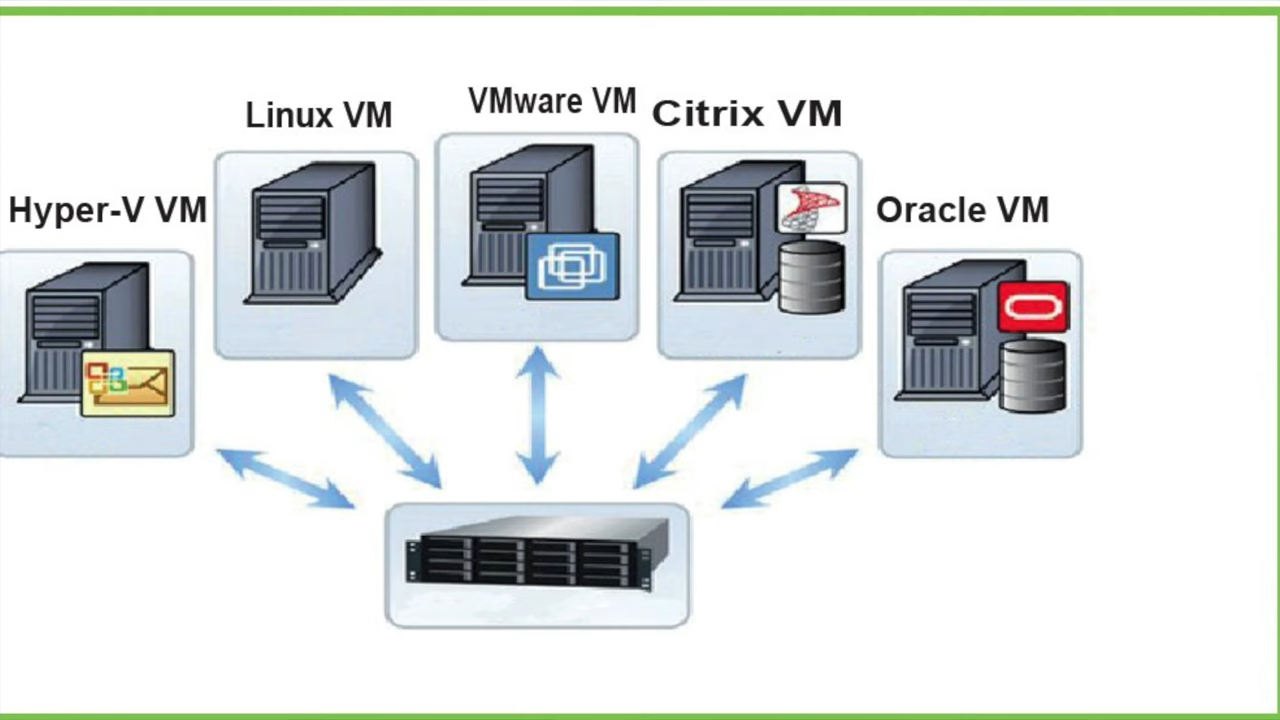 Linux VM
VMware VM
Citrix VM
Hyper-V VM
Oracle VM